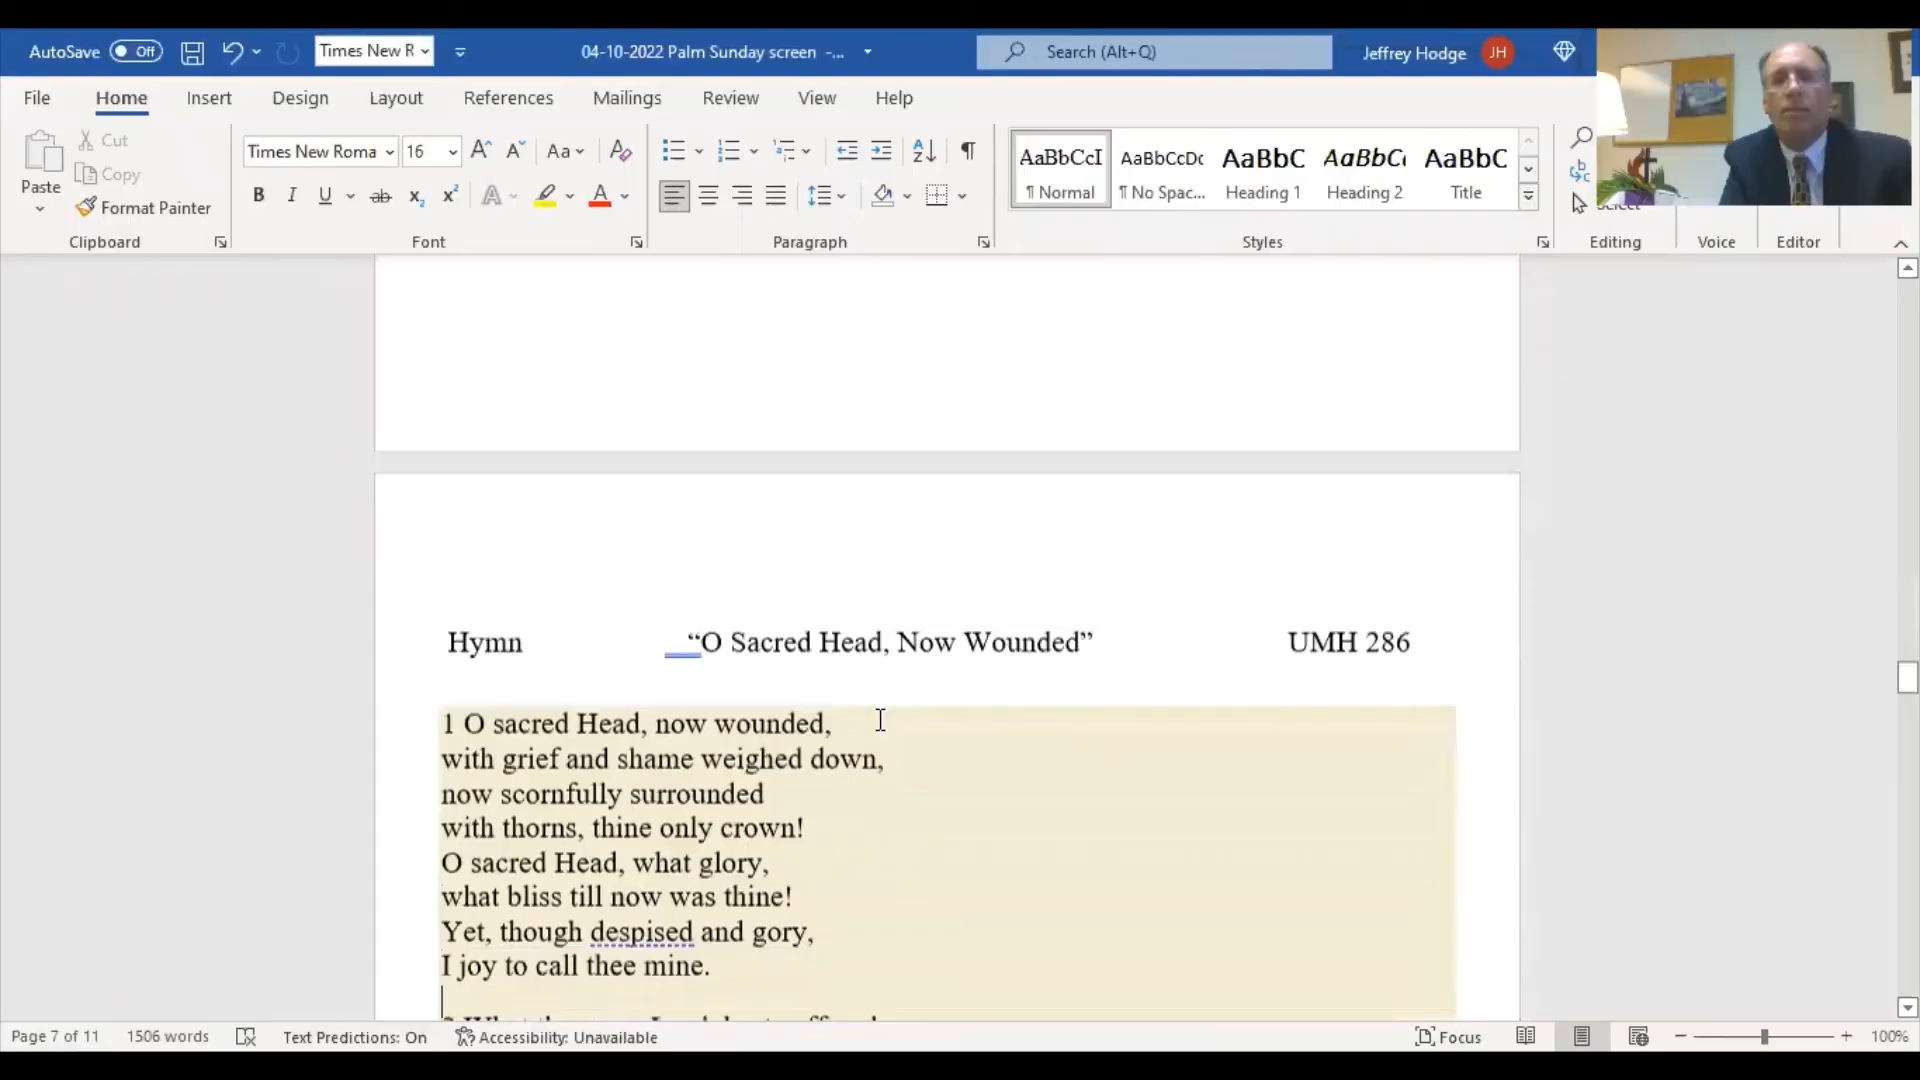 AutoSave Off Times New R 04-10-2022 Palm Sunday screen -... Search (Alt+Q) Jeffrey Hodge JH
File Home Insert Design Layout References Mailings Review View Help
Paste Cut Copy Format Painter
Clipboard
Times New Roma 16 Aa
B I U ab x₂ x² A A
Font
Paragraph
AaBbCcI AaBbCcDc AaBbC AaBbC AaBbC
¶ Normal ¶ No Spac... Heading 1 Heading 2 Title
Styles
Editing Voice Editor
Hymn “O Sacred Head, Now Wounded” UMH 286
1 O sacred Head, now wounded,
with grief and shame weighed down,
now scornfully surrounded
with thorns, thine only crown!
O sacred Head, what glory,
what bliss till now was thine!
Yet, though despised and gory,
I joy to call thee mine.
Page 7 of 11 1506 words Text Predictions: On Accessibility: Unavailable Focus 100%